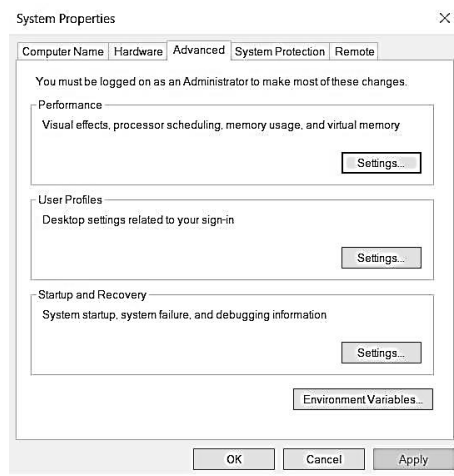 System Properties
Computer Name Hardware Advanced System Protection Remote
You must be logged on as an Administrator to make most of these changes.
Performance
Visual effects, processor scheduling, memory usage, and virtual memory
Settings...
User Profiles
Desktop settings related to your sign-in
Settings...
Startup and Recovery
System startup, system failure, and debugging information
Settings...
Environment Variables...
OK Cancel Apply